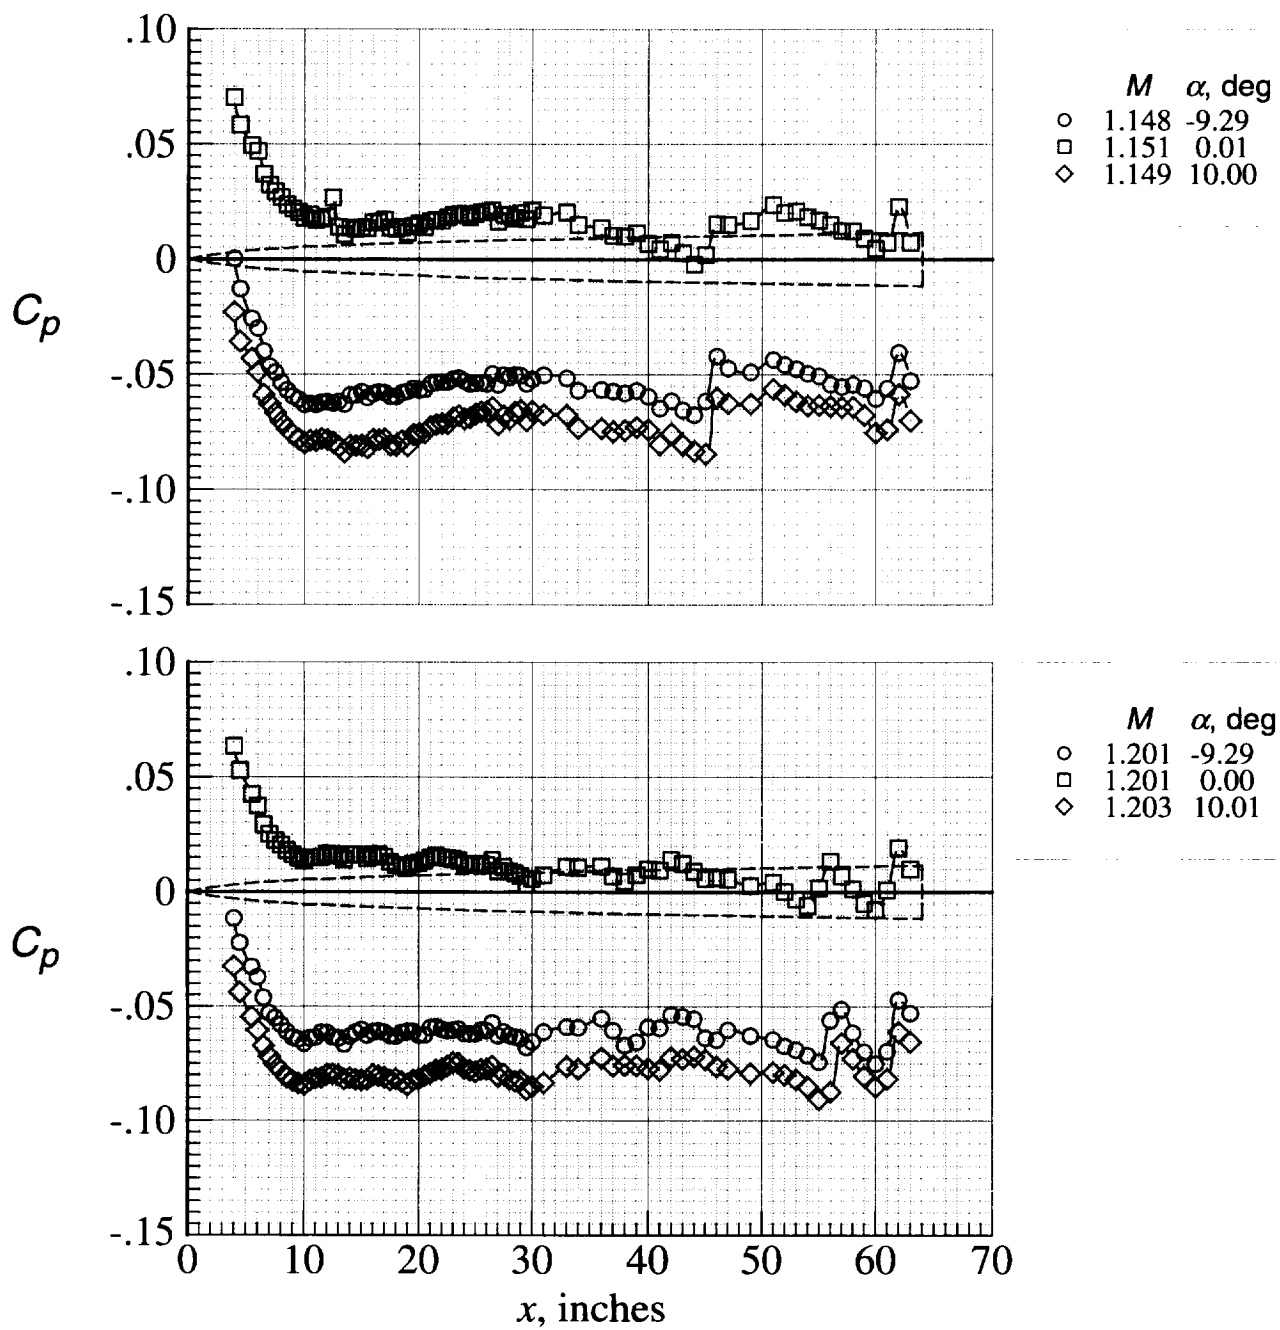 .10
.05
0
-.05
-.10
-.15
Cp
M α, deg
○ 1.148 -9.29
□ 1.151 0.01
◇ 1.149 10.00
.10
.05
0
-.05
-.10
-.15
Cp
0 10 20 30 40 50 60 70
x, inches
M α, deg
○ 1.201 -9.29
□ 1.201 0.00
◇ 1.203 10.01